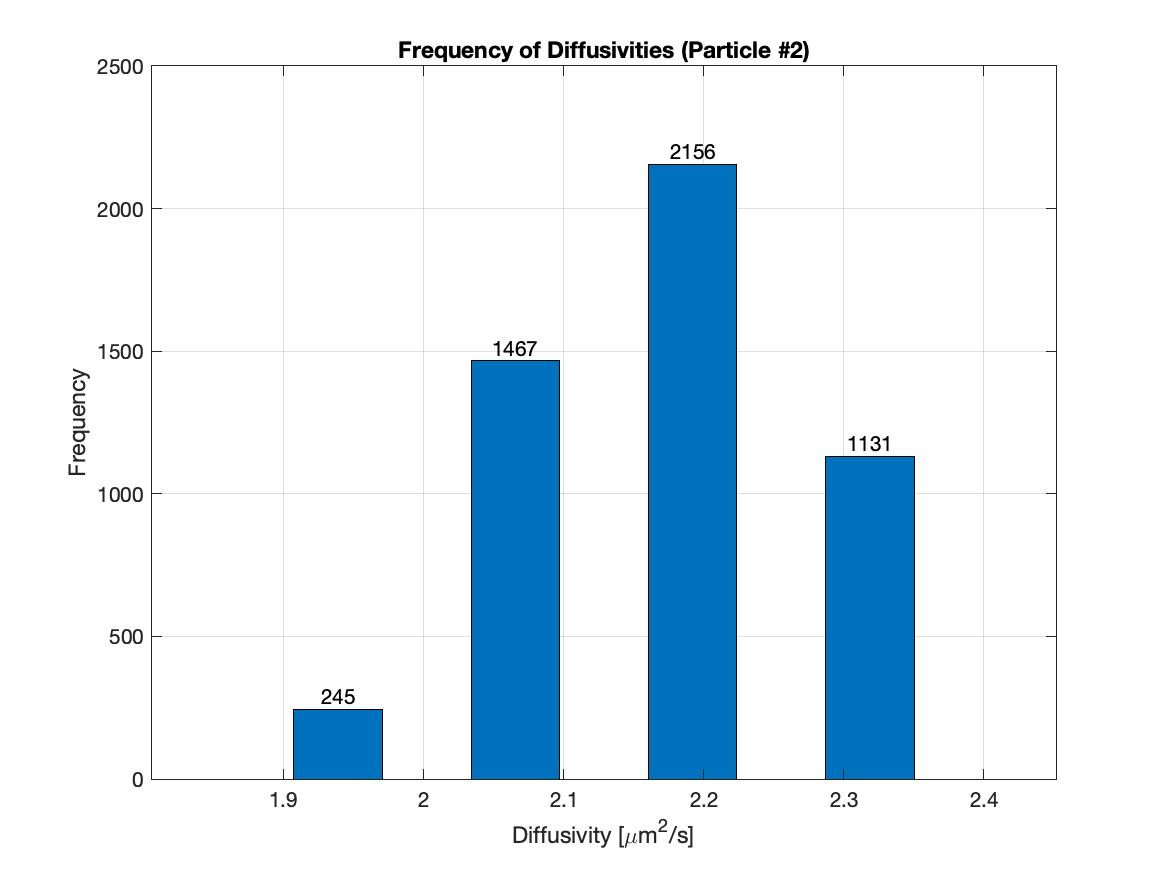 Frequency of Diffusivities (Particle #2)
2500
2000
1500
1000
500
0
Frequency
2156
1467
1131
245
1.9 2 2.1 2.2 2.3 2.4
Diffusivity [μm²/s]